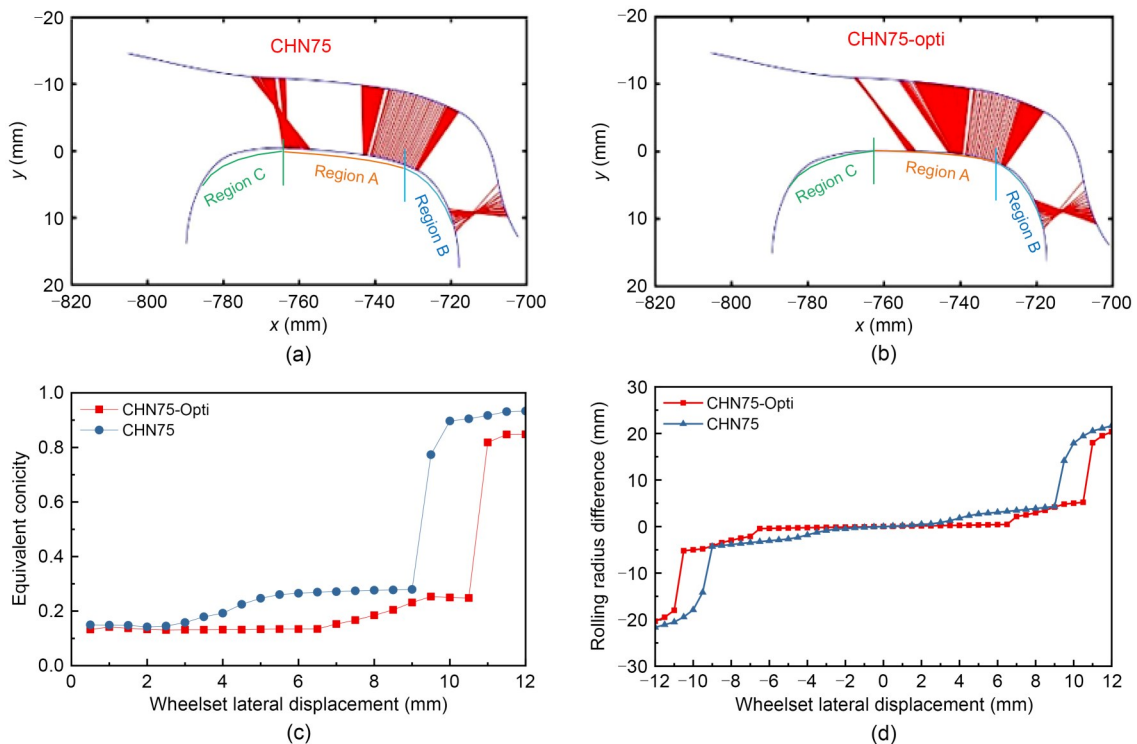 CHN75
−20
−10
0
10
20
y (mm)
Region C
Region A
Region B
−820 −800 −780 −760 −740 −720 −700
x (mm)
(a)
CHN75-opti
−20
−10
0
10
20
y (mm)
Region C
Region A
Region B
−820 −800 −780 −760 −740 −720 −700
x (mm)
(b)
1.0
0.8
0.6
0.4
0.2
0.0
Equivalent conicity
CHN75-Opti
CHN75
0 2 4 6 8 10 12
Wheelset lateral displacement (mm)
(c)
30
20
10
0
−10
−20
−30
Rolling radius difference (mm)
CHN75-Opti
CHN75
−12 −10 −8 −6 −4 −2 0 2 4 6 8 10 12
Wheelset lateral displacement (mm)
(d)